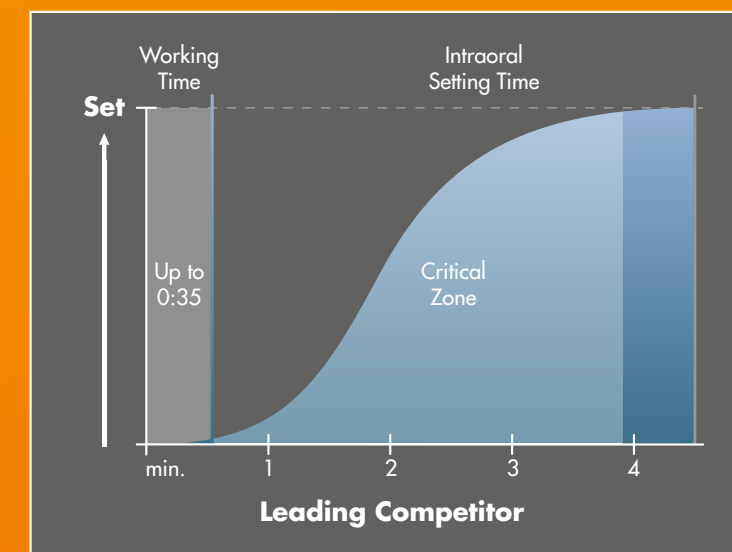 Working
Time
Intraoral
Setting Time
Set
Up to
0:35
Critical
Zone
min.
1
2
3
4
Leading Competitor